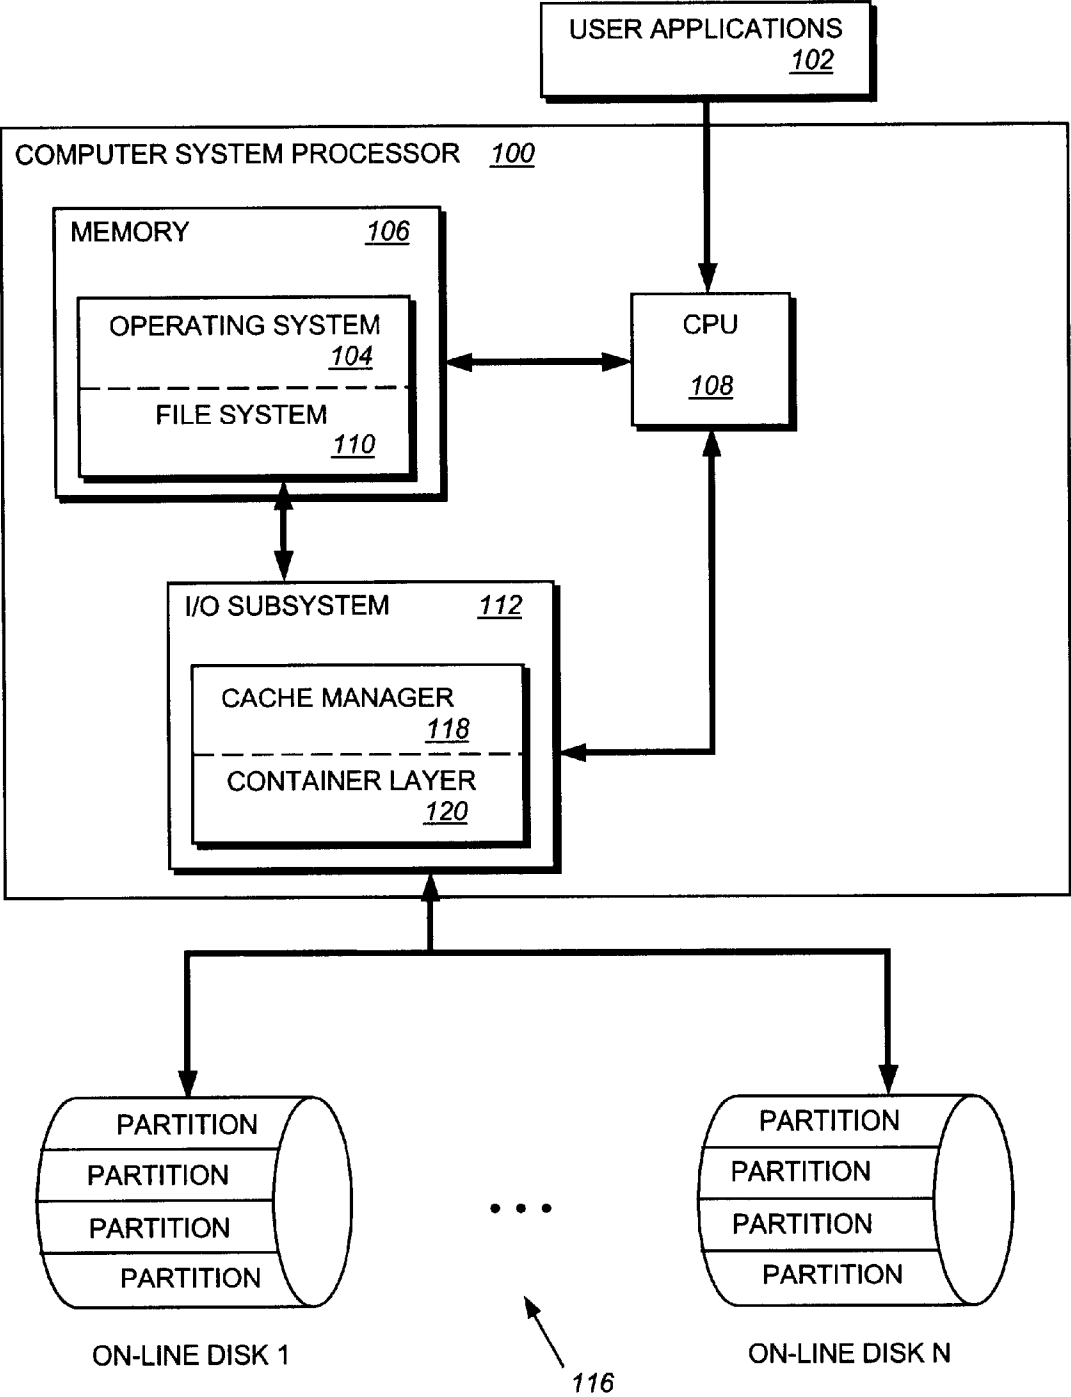 USER APPLICATIONS
102
COMPUTER SYSTEM PROCESSOR 100
MEMORY 106
OPERATING SYSTEM
104
FILE SYSTEM
110
CPU
108
I/O SUBSYSTEM 112
CACHE MANAGER
118
CONTAINER LAYER
120
PARTITION
PARTITION
PARTITION
PARTITION
ON-LINE DISK 1
PARTITION
PARTITION
PARTITION
PARTITION
ON-LINE DISK N
116